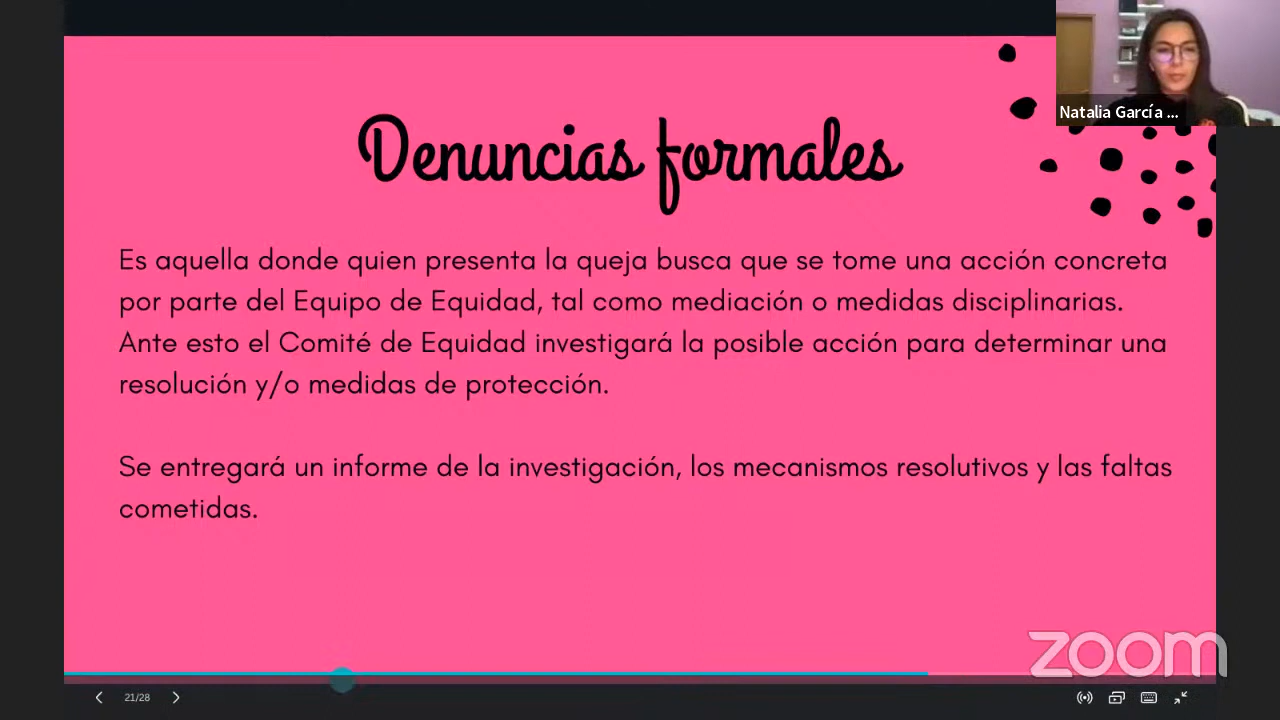 Natalia García ...
Denuncias formales
Es aquella donde quien presenta la queja busca que se tome una acción concreta
por parte del Equipo de Equidad, tal como mediación o medidas disciplinarias.
Ante esto el Comité de Equidad investigará la posible acción para determinar una
resolución y/o medidas de protección.
Se entregará un informe de la investigación, los mecanismos resolutivos y las faltas
cometidas.
zoom
21/28